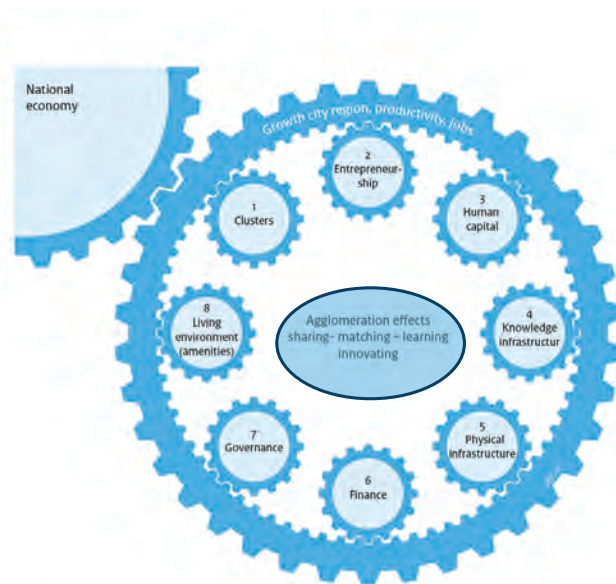 National
economy
Growth city region, productivity, jobs
2
Entrepreneur-
ship
1
Clusters
3
Human
capital
8
Living
environment
(amenities)
Agglomeration effects
sharing- matching – learning
innovating
4
Knowledge
infrastructur
7
Governance
5
Physical
infrastructure
6
Finance